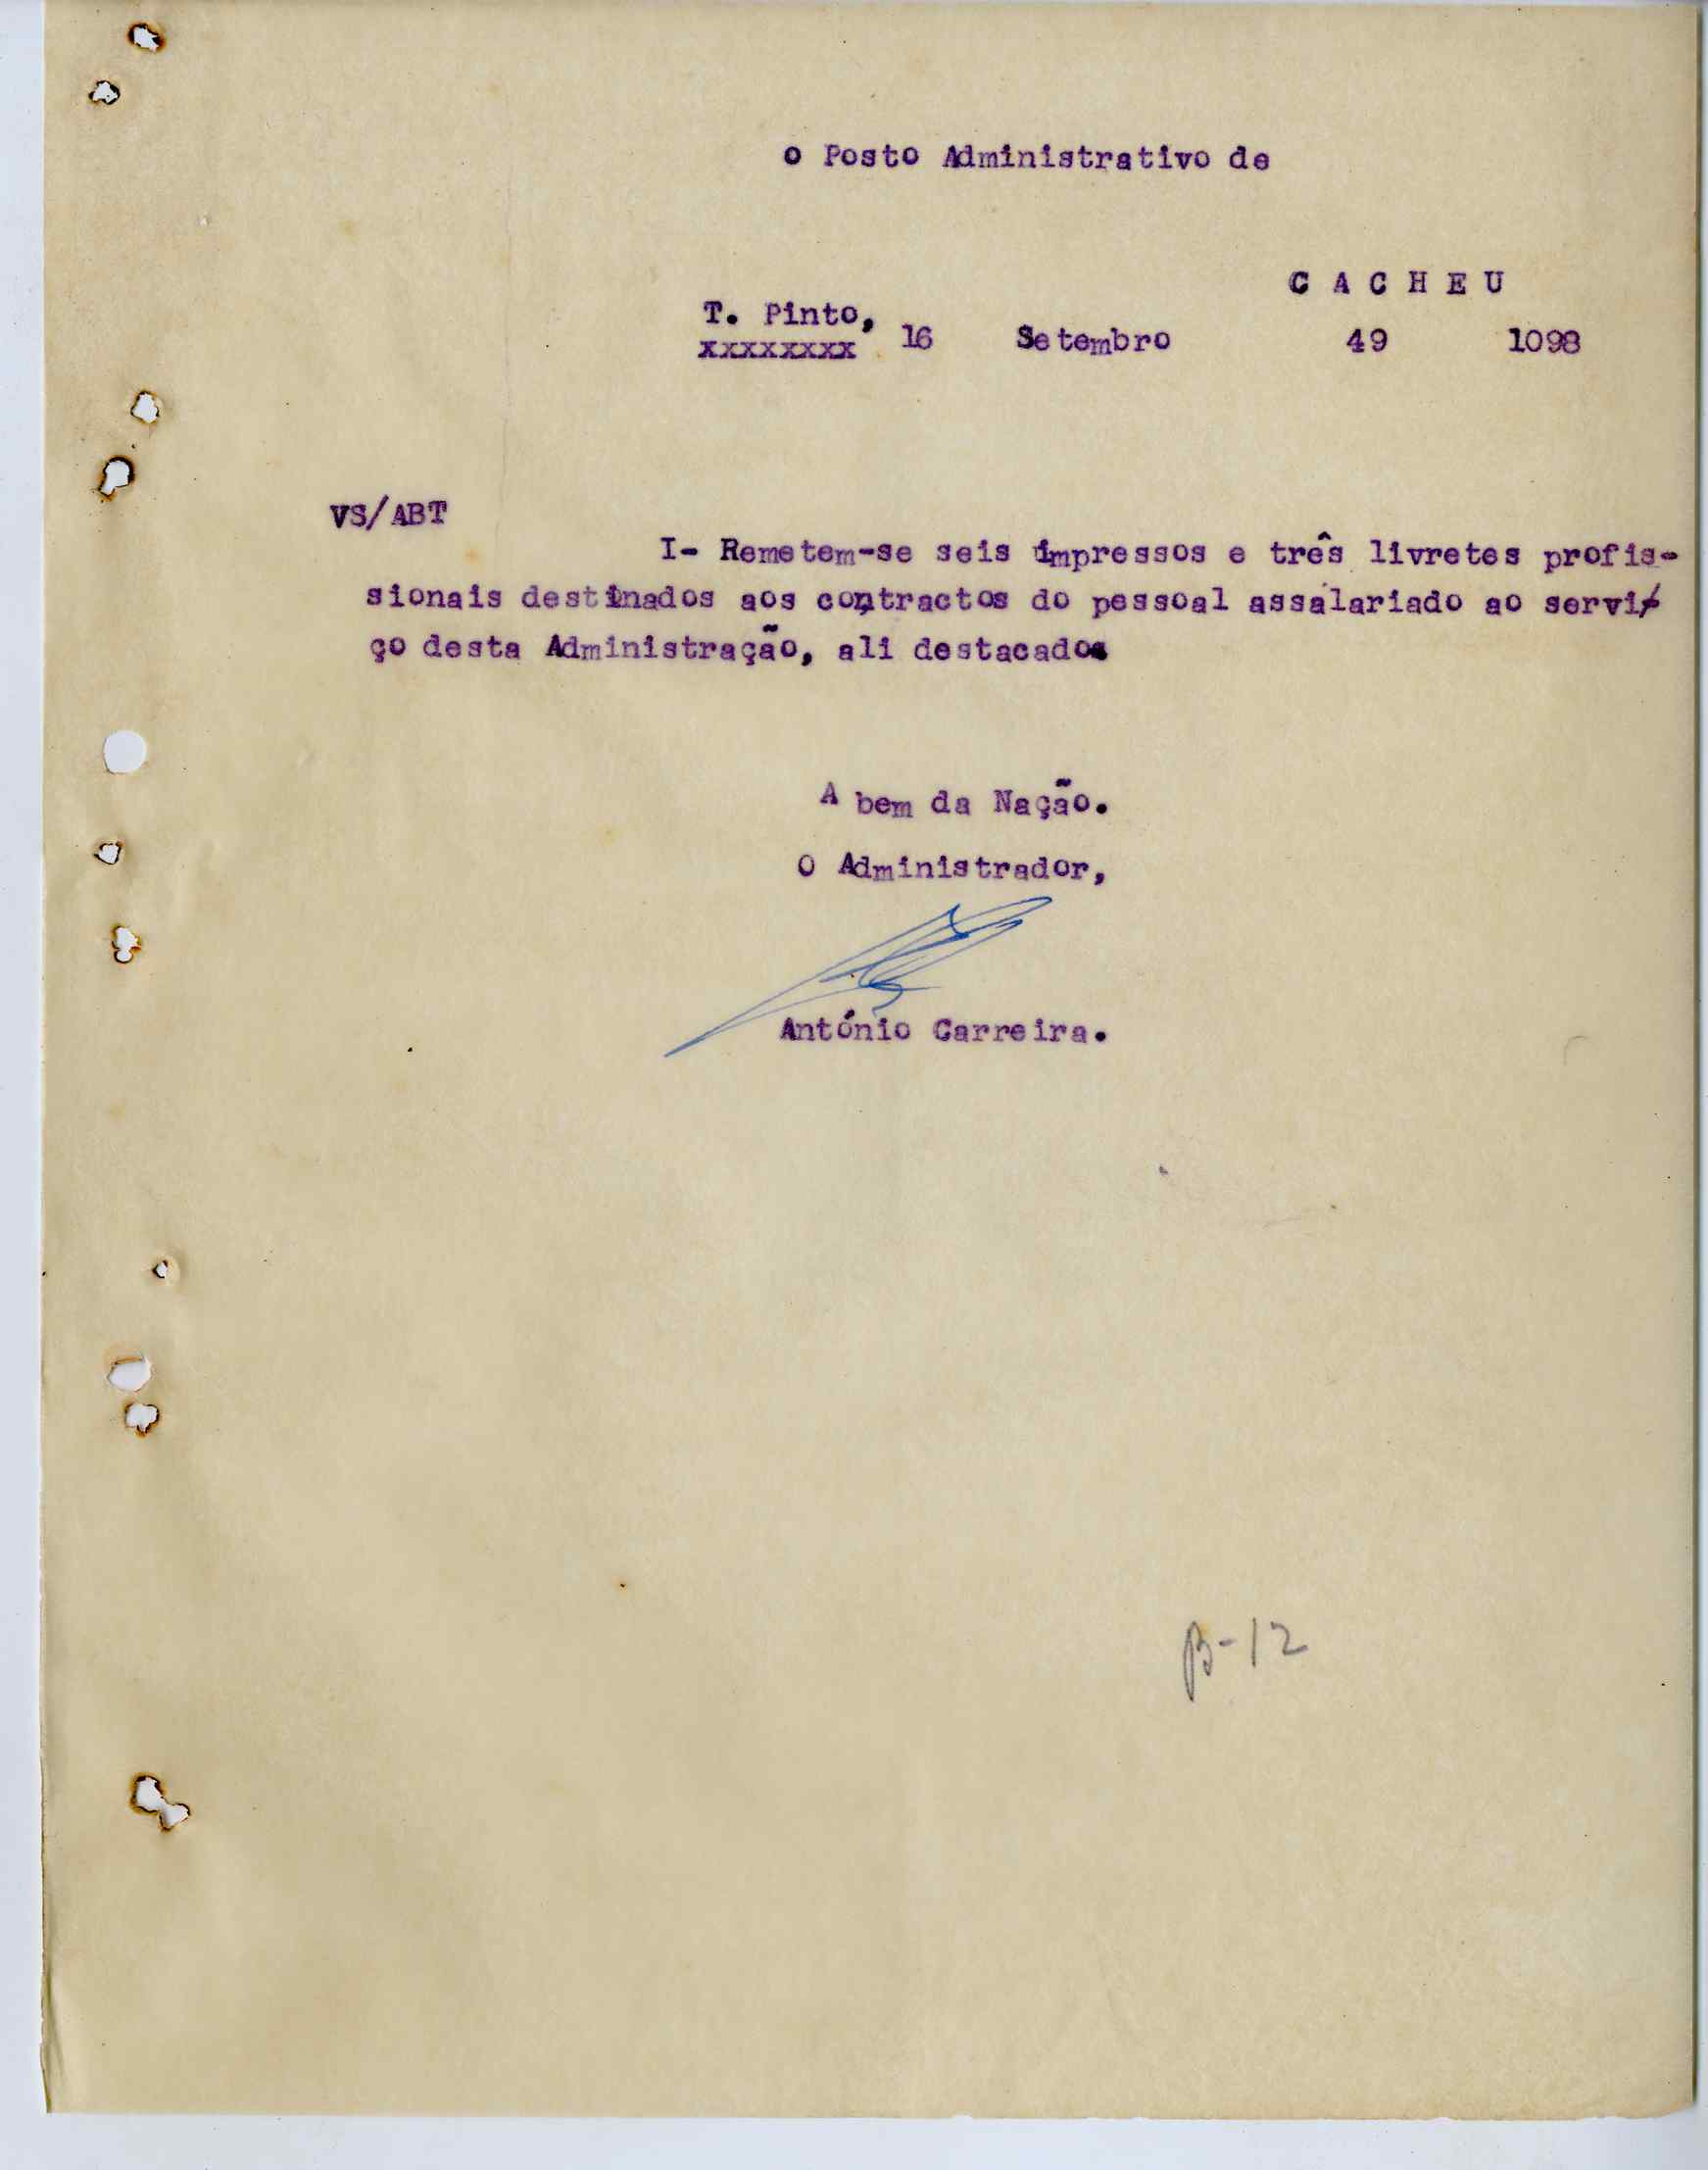 o Posto Administrativo de
C A C H E U
T. Pinto,
xxxxxxxx 16 Setembro 49 1098
VS/ABT
I- Remetem-se seis impressos e três livretes profis-
sionais destinados aos contractos do pessoal assalariado ao servi/
ço desta Administração, ali destacados
A bem da Nação.
O Administrador,
António Carreira.
B-12